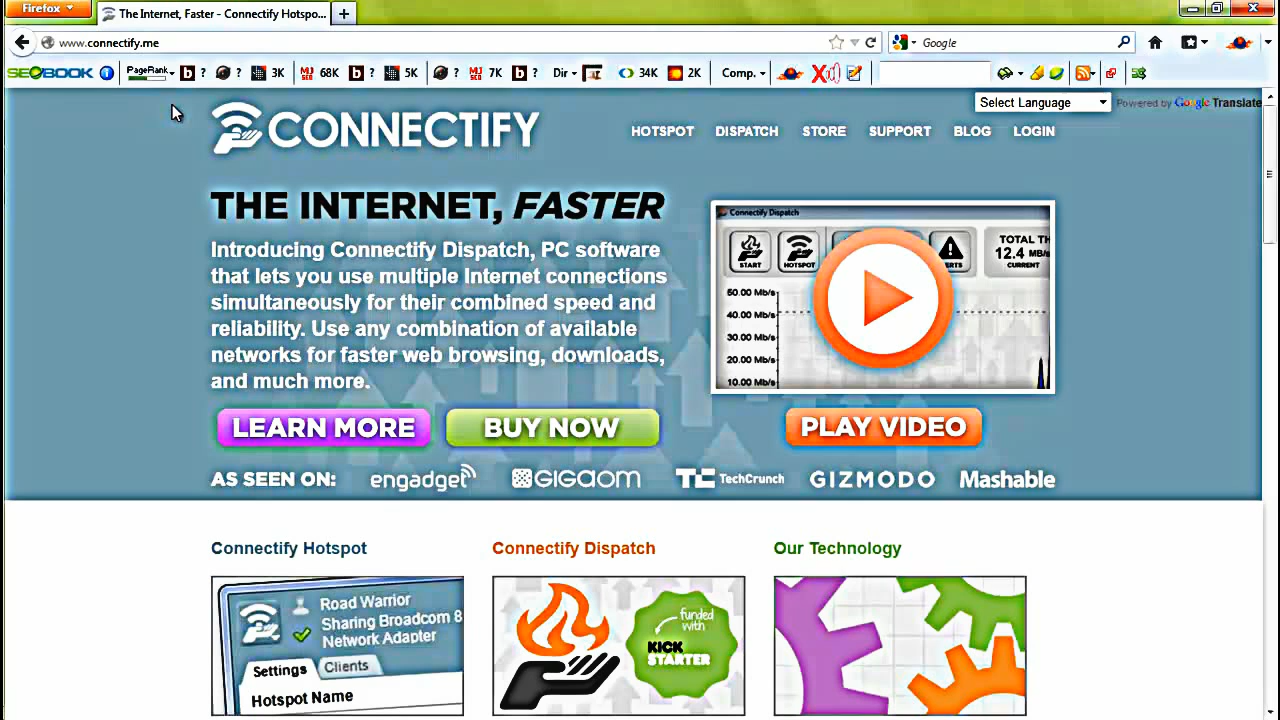 Firefox
The Internet, Faster - Connectify Hotspo...
www.connectify.me
Google
SEOBOOK
PageRank
? ? 3K 68K ? 5K ? 7K ? Dir 34K 2K Comp.
Select Language
Powered by Google Translate
CONNECTIFY
HOTSPOT DISPATCH STORE SUPPORT BLOG LOGIN
THE INTERNET, FASTER
Introducing Connectify Dispatch, PC software
that lets you use multiple Internet connections
simultaneously for their combined speed and
reliability. Use any combination of available
networks for faster web browsing, downloads,
and much more.
Connectify Dispatch
START
HOTSPOT
ERTS
TOTAL TH
12.4 MB/s
CURRENT
50.00 Mb/s
40.00 Mb/s
30.00 Mb/s
20.00 Mb/s
10.00 Mb/s
LEARN MORE
BUY NOW
PLAY VIDEO
AS SEEN ON: engadget GIGAOM TC TechCrunch GIZMODO Mashable
Connectify Hotspot
Connectify Dispatch
Our Technology
Road Warrior
Sharing Broadcom 8
Network Adapter
Settings
Clients
Hotspot Name
funded
with
KICK
STARTER